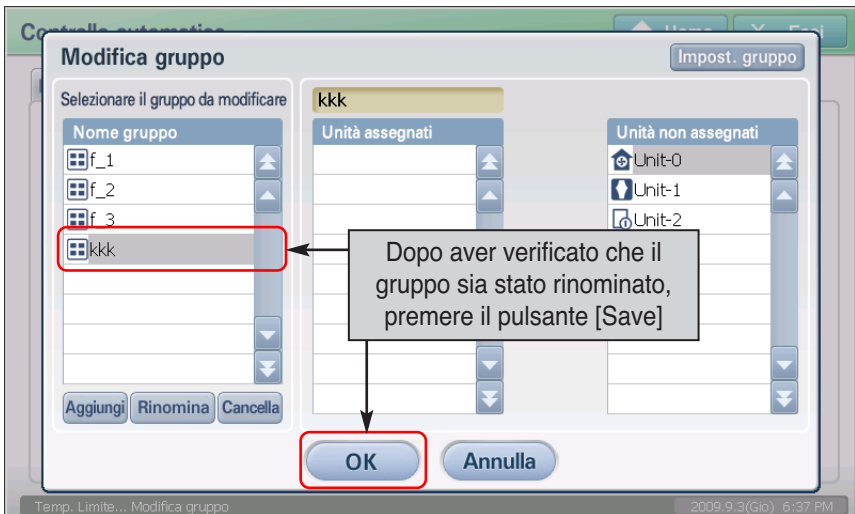 Controllo automatico
Home
X Esci
Modifica gruppo
Impost. gruppo
Selezionare il gruppo da modificare
kkk
Nome gruppo
Unità assegnati
Unità non assegnati
f_1
f_2
f_3
kkk
Unit-0
Unit-1
Unit-2
Dopo aver verificato che il
gruppo sia stato rinominato,
premere il pulsante [Save]
Aggiungi
Rinomina
Cancella
OK
Annulla
Temp. Limite... Modifica gruppo
2009.9.3(Gio) 6:37 PM